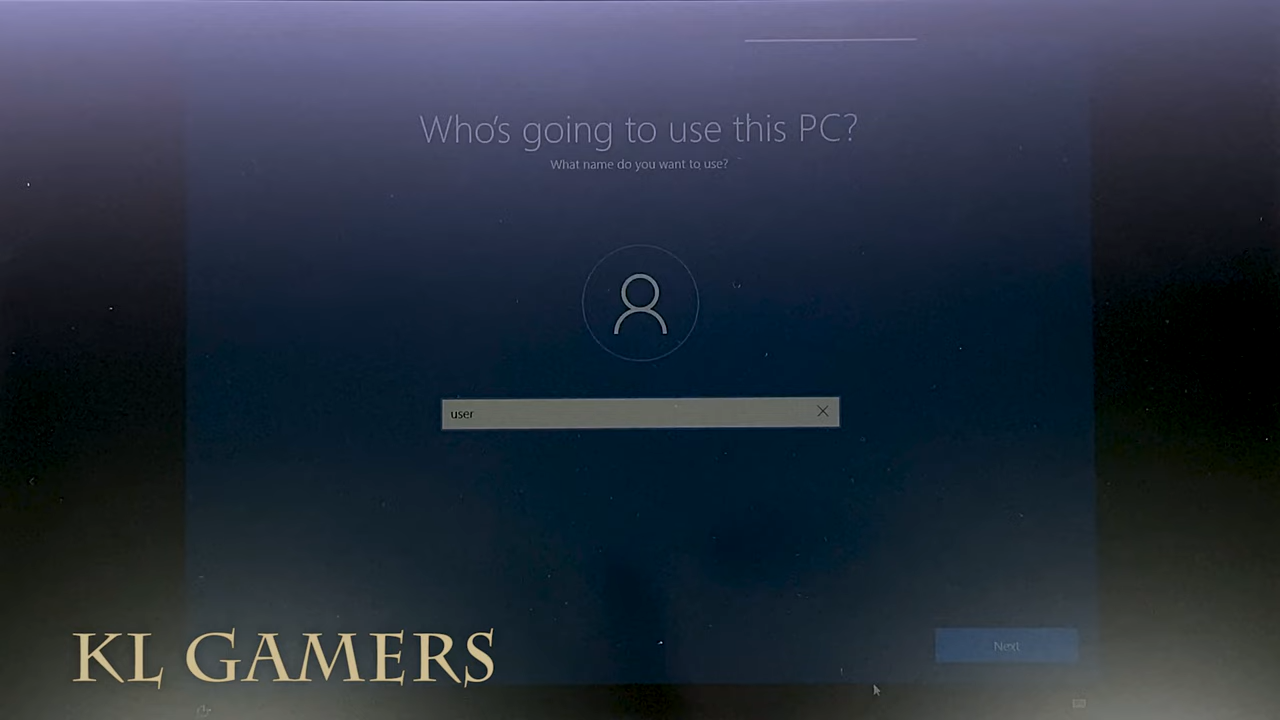 Who's going to use this PC?
What name do you want to use?
user
Next
KL GAMERS